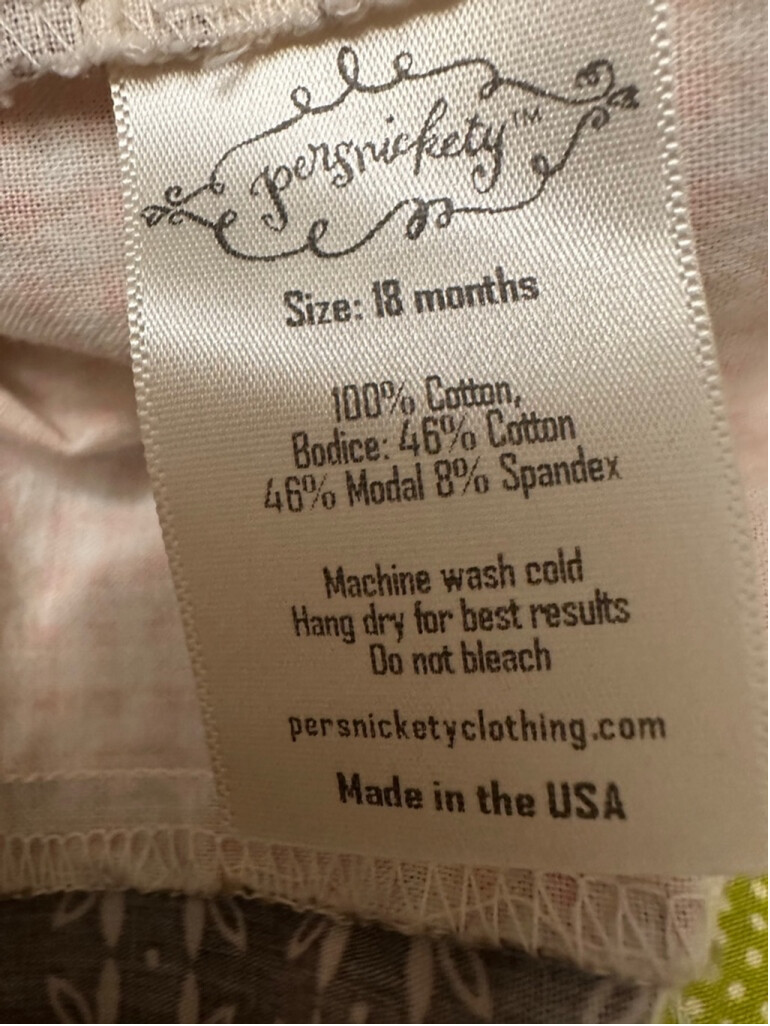 persnickety™
Size: 18 months
100% Cotton,
Bodice: 46% Cotton
46% Modal 8% Spandex
Machine wash cold
Hang dry for best results
Do not bleach
persnicketyclothing.com
Made in the USA